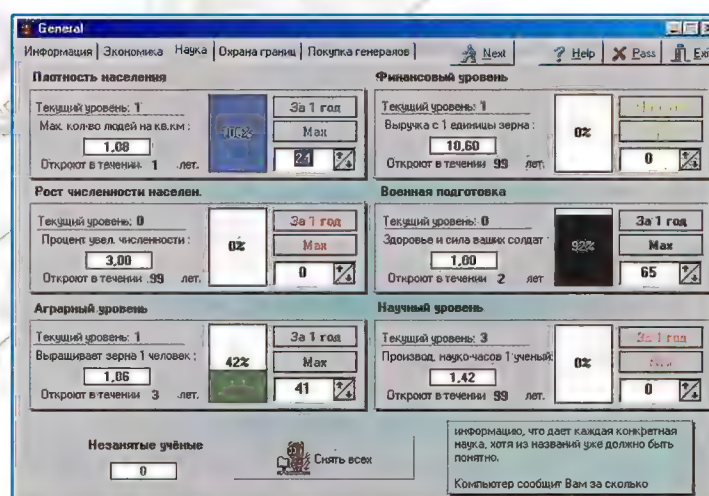 General
Информация Экономика Наука Охрана границ Покупка генералов Next ? Help Pass Exi
Плотность населения
Текущий уровень: 1
Мах. кол-во людей на кв.км
1,08
Откроют в течении 1 лет.
За 1 год
Max
24
Финансовый уровень
Текущий уровень: 1
Выручка с 1 единицы зерна :
10,60
Откроют в течении 99 лет.
0%
0
Рост численности населен.
Текущий уровень: 0
Процент увел. численности :
3,00
Откроют в течении 99 лет.
0%
За 1 год
Max
0
Военная подготовка
Текущий уровень: 0
Здоровье и сила ваших солдат
1,00
Откроют в течении 2 лет
92%
За 1 год
Max
65
Аграрный уровень
Текущий уровень: 1
Выращивает зерна 1 человек :
1,06
Откроют в течении 3 лет.
42%
За 1 год
Max
41
Научный уровень
Текущий уровень: 3
Производ. науко-часов 1 ученый:
1,42
Откроют в течении 99 лет.
0%
За 1 год
0
Незанятые учёные
0
Снять всех
информацию, что дает каждая конкретная
наука, хотя из названий уже должно быть
понятно.
Компьютер сообщит Вам за сколько